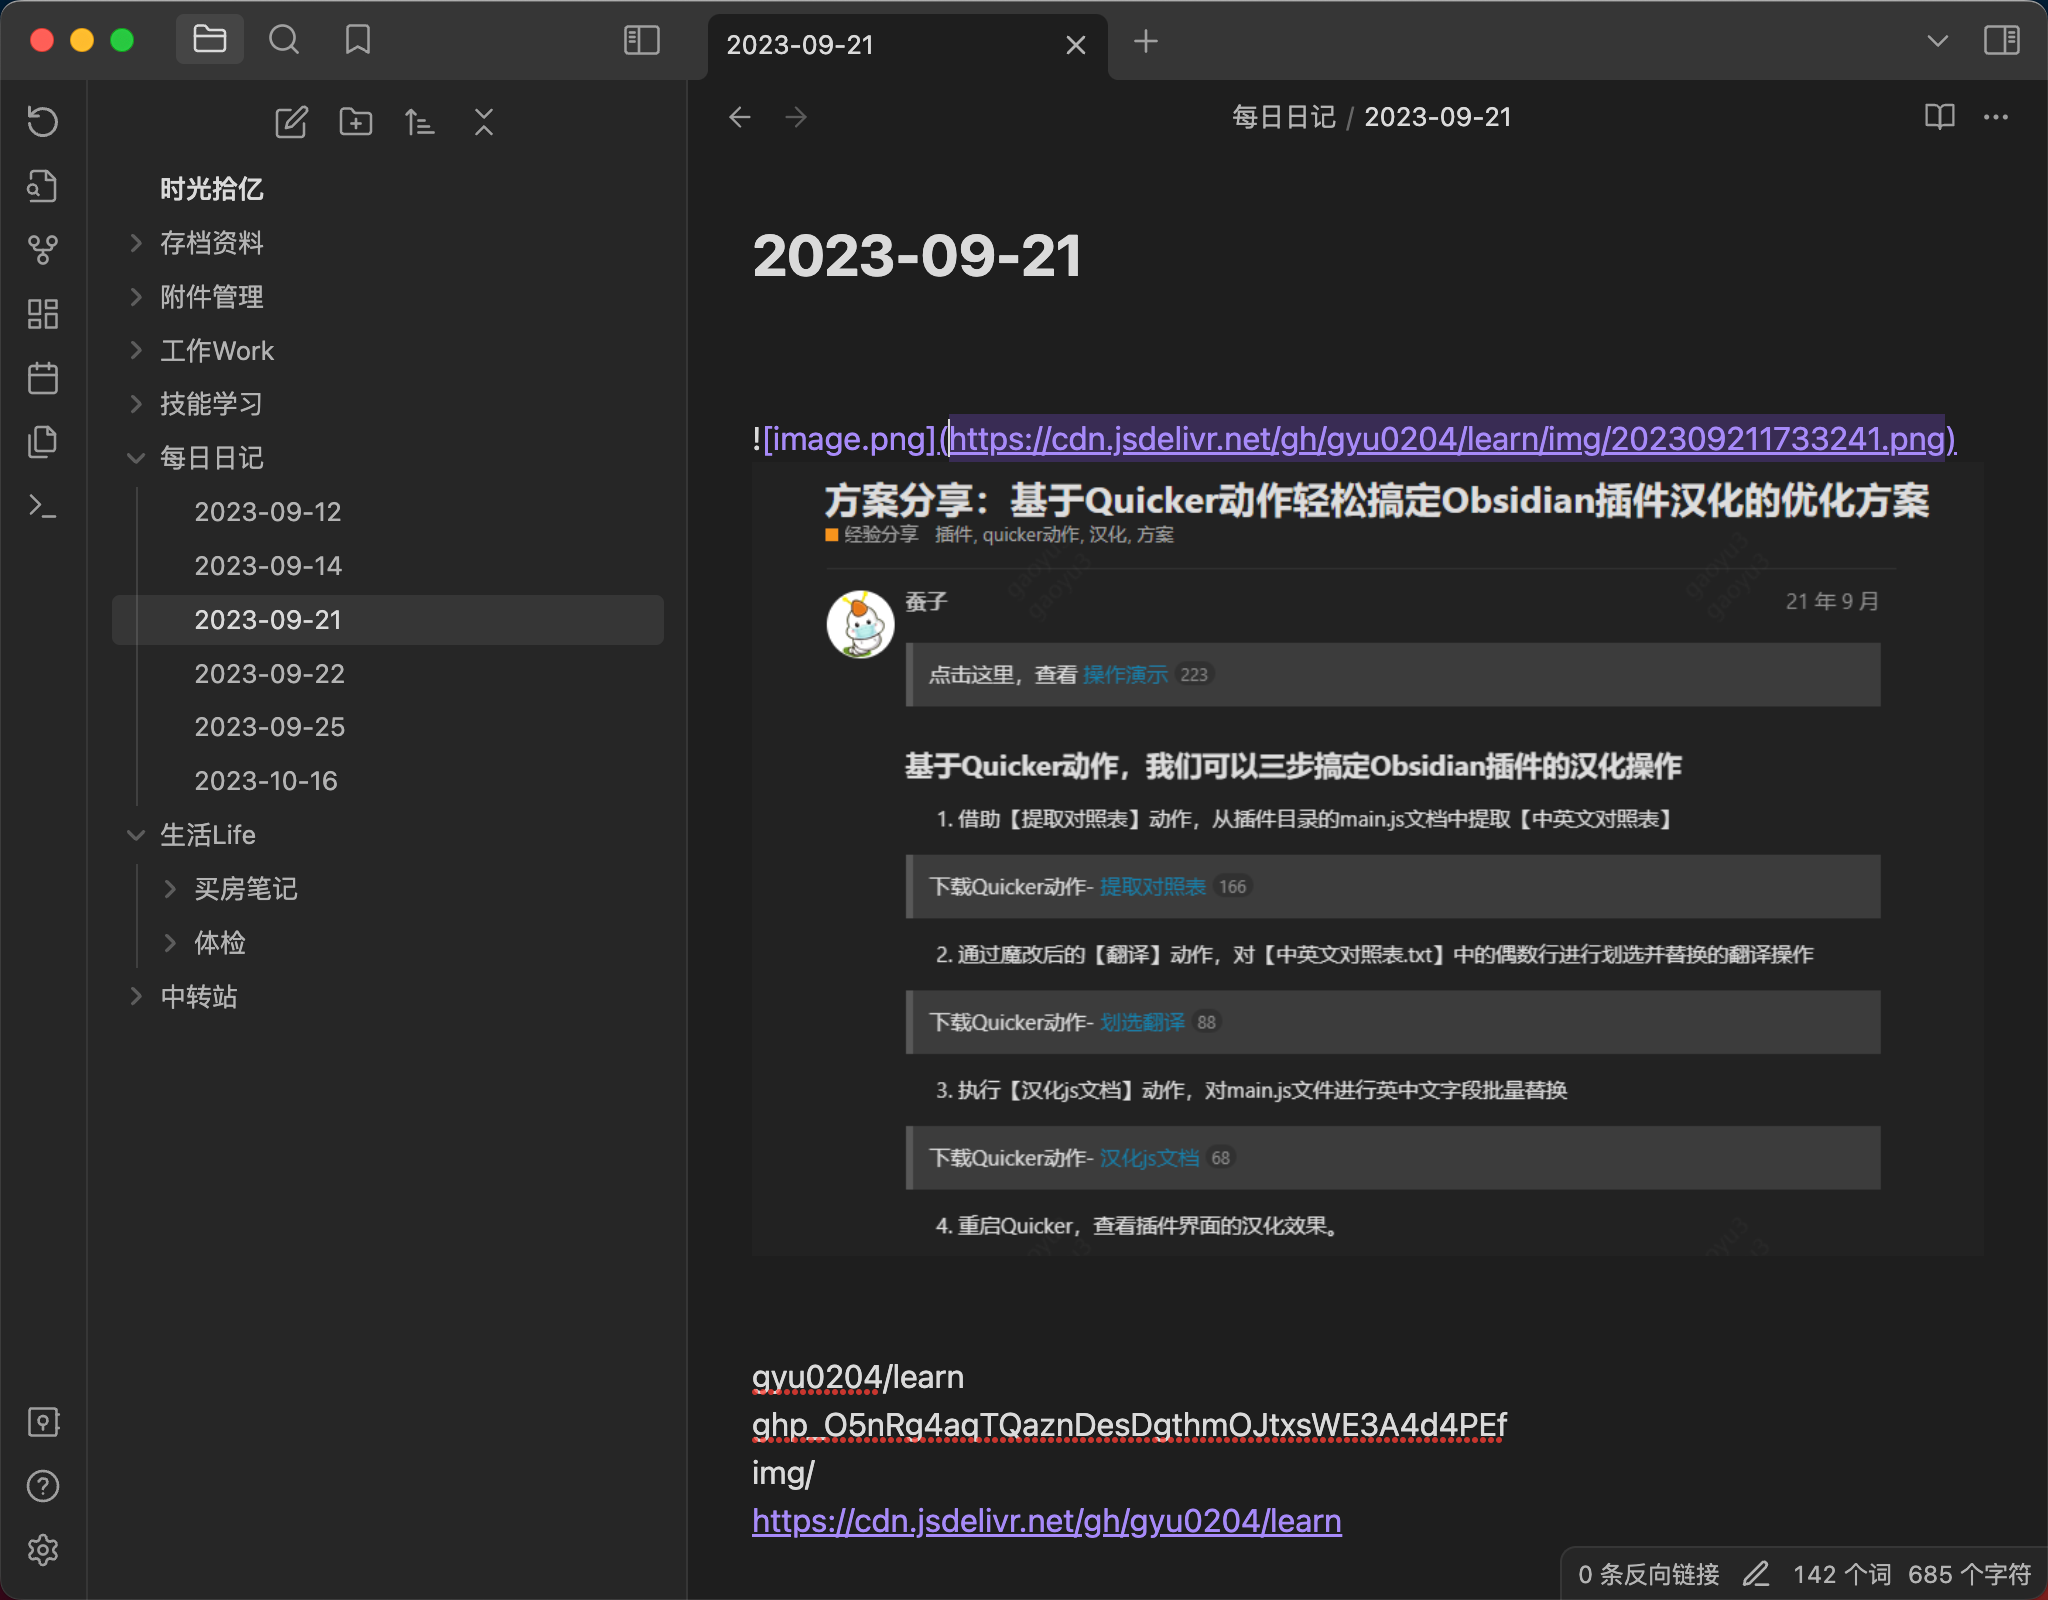 2023-09-21
每日日记 / 2023-09-21
时光拾亿
存档资料
附件管理
工作Work
技能学习
每日日记
2023-09-12
2023-09-14
2023-09-21
2023-09-22
2023-09-25
2023-10-16
生活Life
买房笔记
体检
中转站
2023-09-21
![image.png](https://cdn.jsdelivr.net/gh/gyu0204/learn/img/202309211733241.png)
方案分享：基于Quicker动作轻松搞定Obsidian插件汉化的优化方案
经验分享 插件, quicker动作, 汉化, 方案
gaoyu3
gaoyu3
gaoyu3
gaoyu3
蚕子
21 年 9 月
点击这里，查看 操作演示 223
基于Quicker动作，我们可以三步搞定Obsidian插件的汉化操作
1. 借助【提取对照表】动作，从插件目录的main.js文档中提取【中英文对照表】
下载Quicker动作- 提取对照表 166
2. 通过魔改后的【翻译】动作，对【中英文对照表.txt】中的偶数行进行划选并替换的翻译操作
下载Quicker动作- 划选翻译 88
3. 执行【汉化js文档】动作，对main.js文件进行英中文字段批量替换
下载Quicker动作- 汉化js文档 68
4. 重启Quicker，查看插件界面的汉化效果。
gyu0204/learn
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
img/
https://cdn.jsdelivr.net/gh/gyu0204/learn
0 条反向链接 142 个词 685 个字符